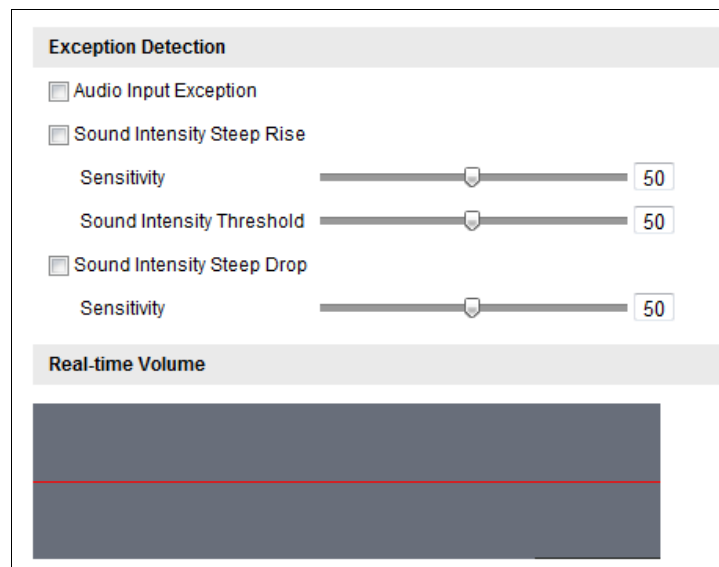 Exception Detection
Audio Input Exception
Sound Intensity Steep Rise
Sensitivity 50
Sound Intensity Threshold 50
Sound Intensity Steep Drop
Sensitivity 50
Real-time Volume